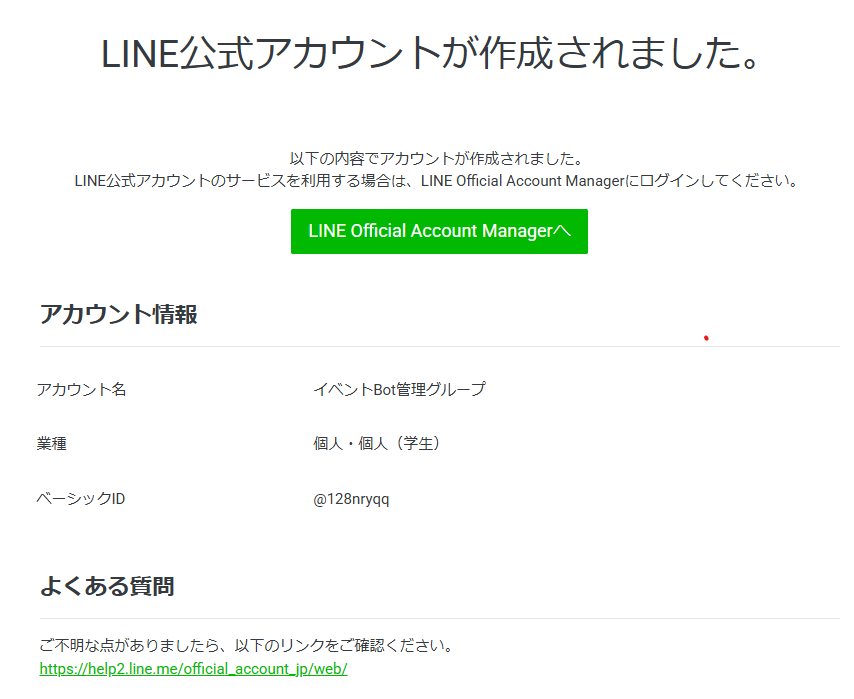 LINE公式アカウントが作成されました。
以下の内容でアカウントが作成されました。
LINE公式アカウントのサービスを利用する場合は、LINE Official Account Managerにログインしてください。
LINE Official Account Managerへ
アカウント情報
アカウント名 イベントBot管理グループ
業種 個人・個人（学生）
ベーシックID @128nryqq
よくある質問
ご不明な点がありましたら、以下のリンクをご確認ください。
https://help2.line.me/official_account_jp/web/